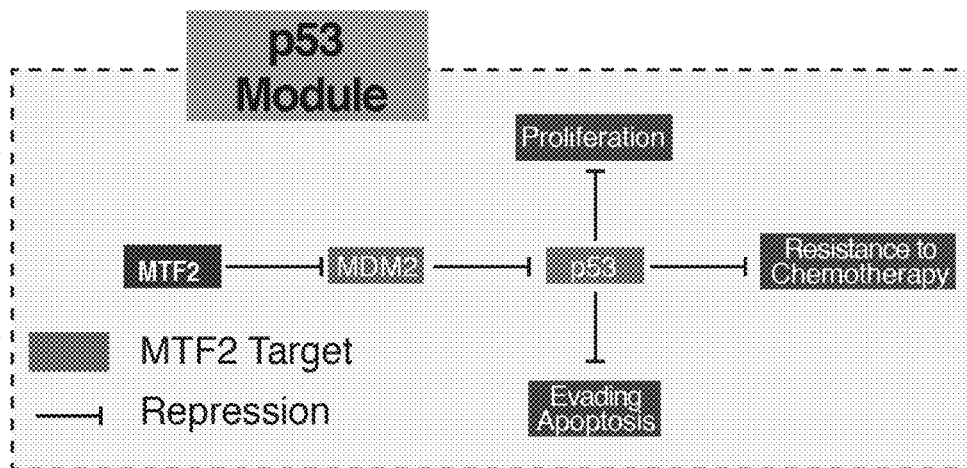 p53
Module
Proliferation
MTF2
MDM2
p53
Resistance to
Chemotherapy
MTF2 Target
Repression
Evading
Apoptosis